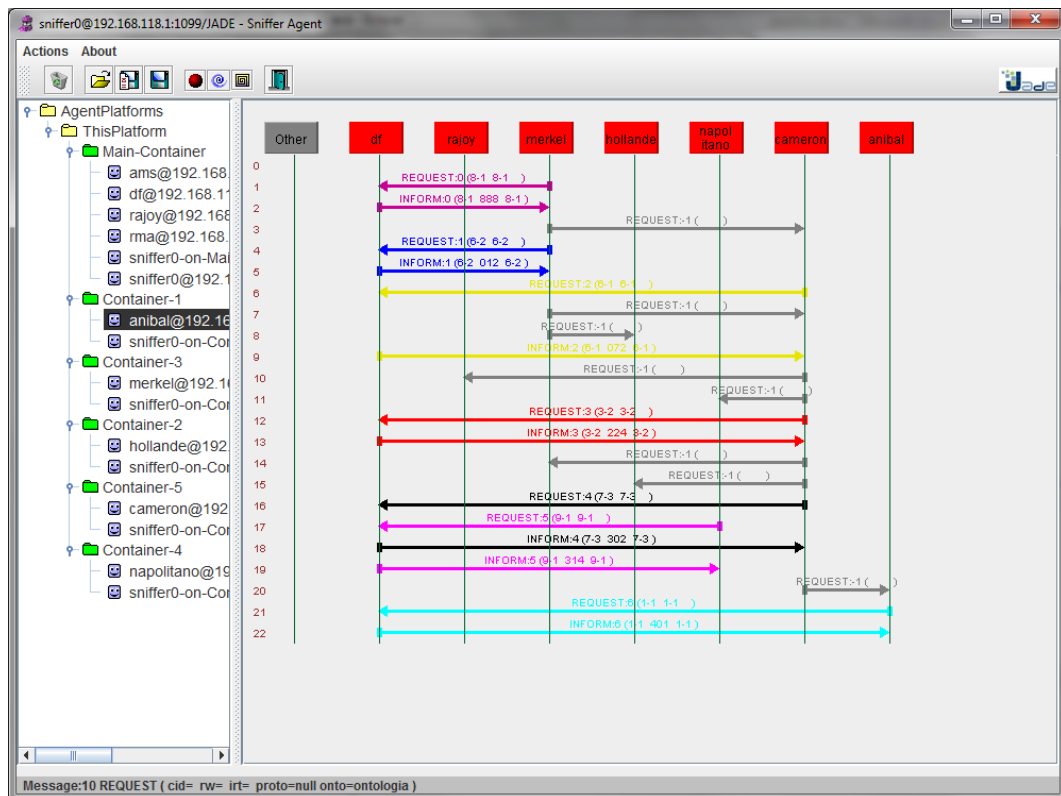 sniffer0@192.168.118.1:1099/JADE - Sniffer Agent
Actions About
Jade
AgentPlatforms
ThisPlatform
Main-Container
ams@192.168.
df@192.11
rajoy@192.168
rma@192.168.
sniffer0-on-Mai
sniffer0@192.1
Container-1
anibal@192.16
sniffer0-on-Cor
Container-3
merkel@192.16
sniffer0-on-Cor
Container-2
hollande@192.
sniffer0-on-Cor
Container-5
cameron@192
sniffer0-on-Cor
Container-4
napolitano@19
sniffer0-on-Cor
Other df rajoy merkel hollande napol itano cameron anibal
0
1 REQUEST:0 (8-1 8-1 )
2 INFORM:0 (8-1 888 8-1 )
3 REQUEST:-1 ( )
4 REQUEST:1 (6-2 6-2 )
5 INFORM:1 (6-2 012 6-2 )
6 REQUEST:2 (6-1 6-1 )
7 REQUEST:-1 ( )
8 REQUEST:-1 ( )
9 INFORM:2 (6-1 072 6-1 )
10 REQUEST:-1 ( )
11 REQUEST:-1 ( )
12 REQUEST:3 (3-2 3-2 )
13 INFORM:3 (3-2 224 3-2 )
14 REQUEST:-1 ( )
15 REQUEST:-1 ( )
16 REQUEST:4 (7-3 7-3 )
17 REQUEST:5 (9-1 9-1 )
18 INFORM:4 (7-3 302 7-3 )
19 INFORM:5 (9-1 314 9-1 )
20 REQUEST:-1 ( )
21 REQUEST:6 (1-1 1-1 )
22 INFORM:6 (1-1 401 1-1 )
Message:10 REQUEST ( cid= rw= irt= proto=null onto=ontologia )